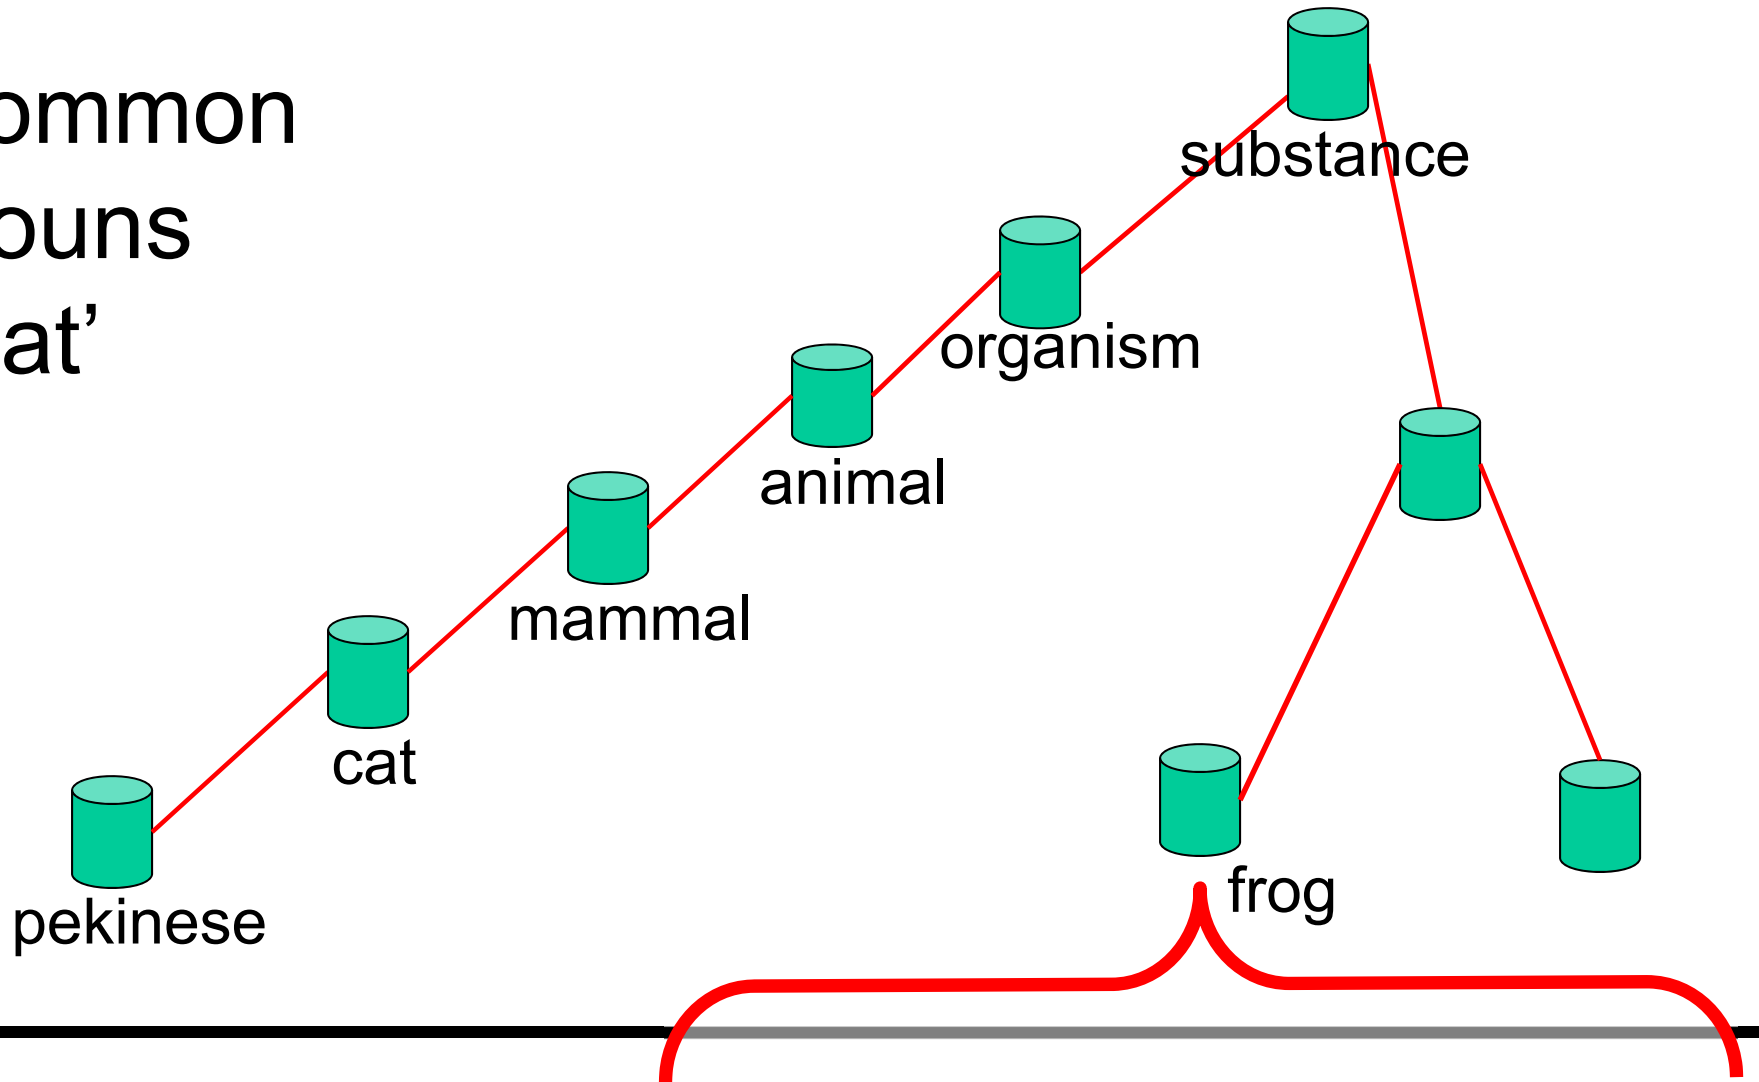 ommon
ouns
at’
substance
organism
animal
mammal
cat
frog
pekinese